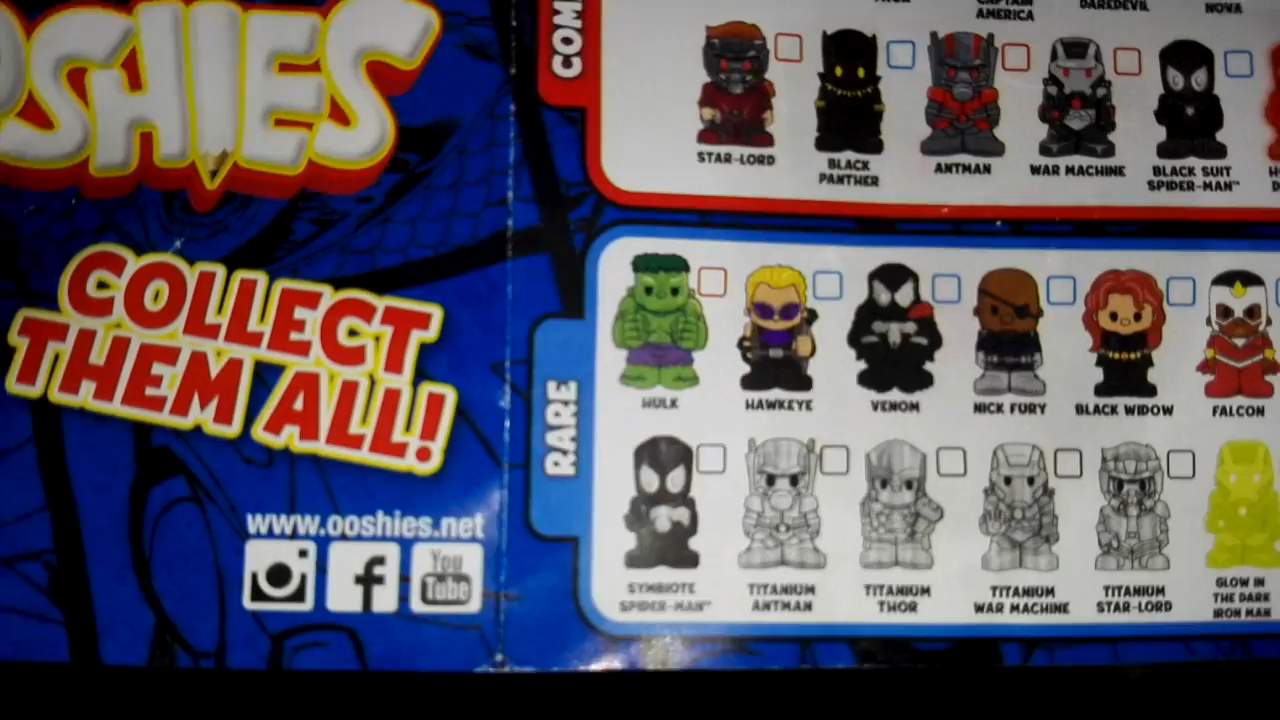 OSHIES
COLLECT
THEM ALL!
www.ooshies.net
f
You
Tube
COM
CAPTAIN
AMERICA
DAREDEVIL
NOVA
STAR-LORD
BLACK
PANTHER
ANTMAN
WAR MACHINE
BLACK SUIT
SPIDER-MAN™
RARE
HULK
HAWKEYE
VENOM
NICK FURY
BLACK WIDOW
FALCON
SYMBIOTE
SPIDER-MAN™
TITANIUM
ANTMAN
TITANIUM
THOR
TITANIUM
WAR MACHINE
TITANIUM
STAR-LORD
GLOW IN
THE DARK
IRON MAN